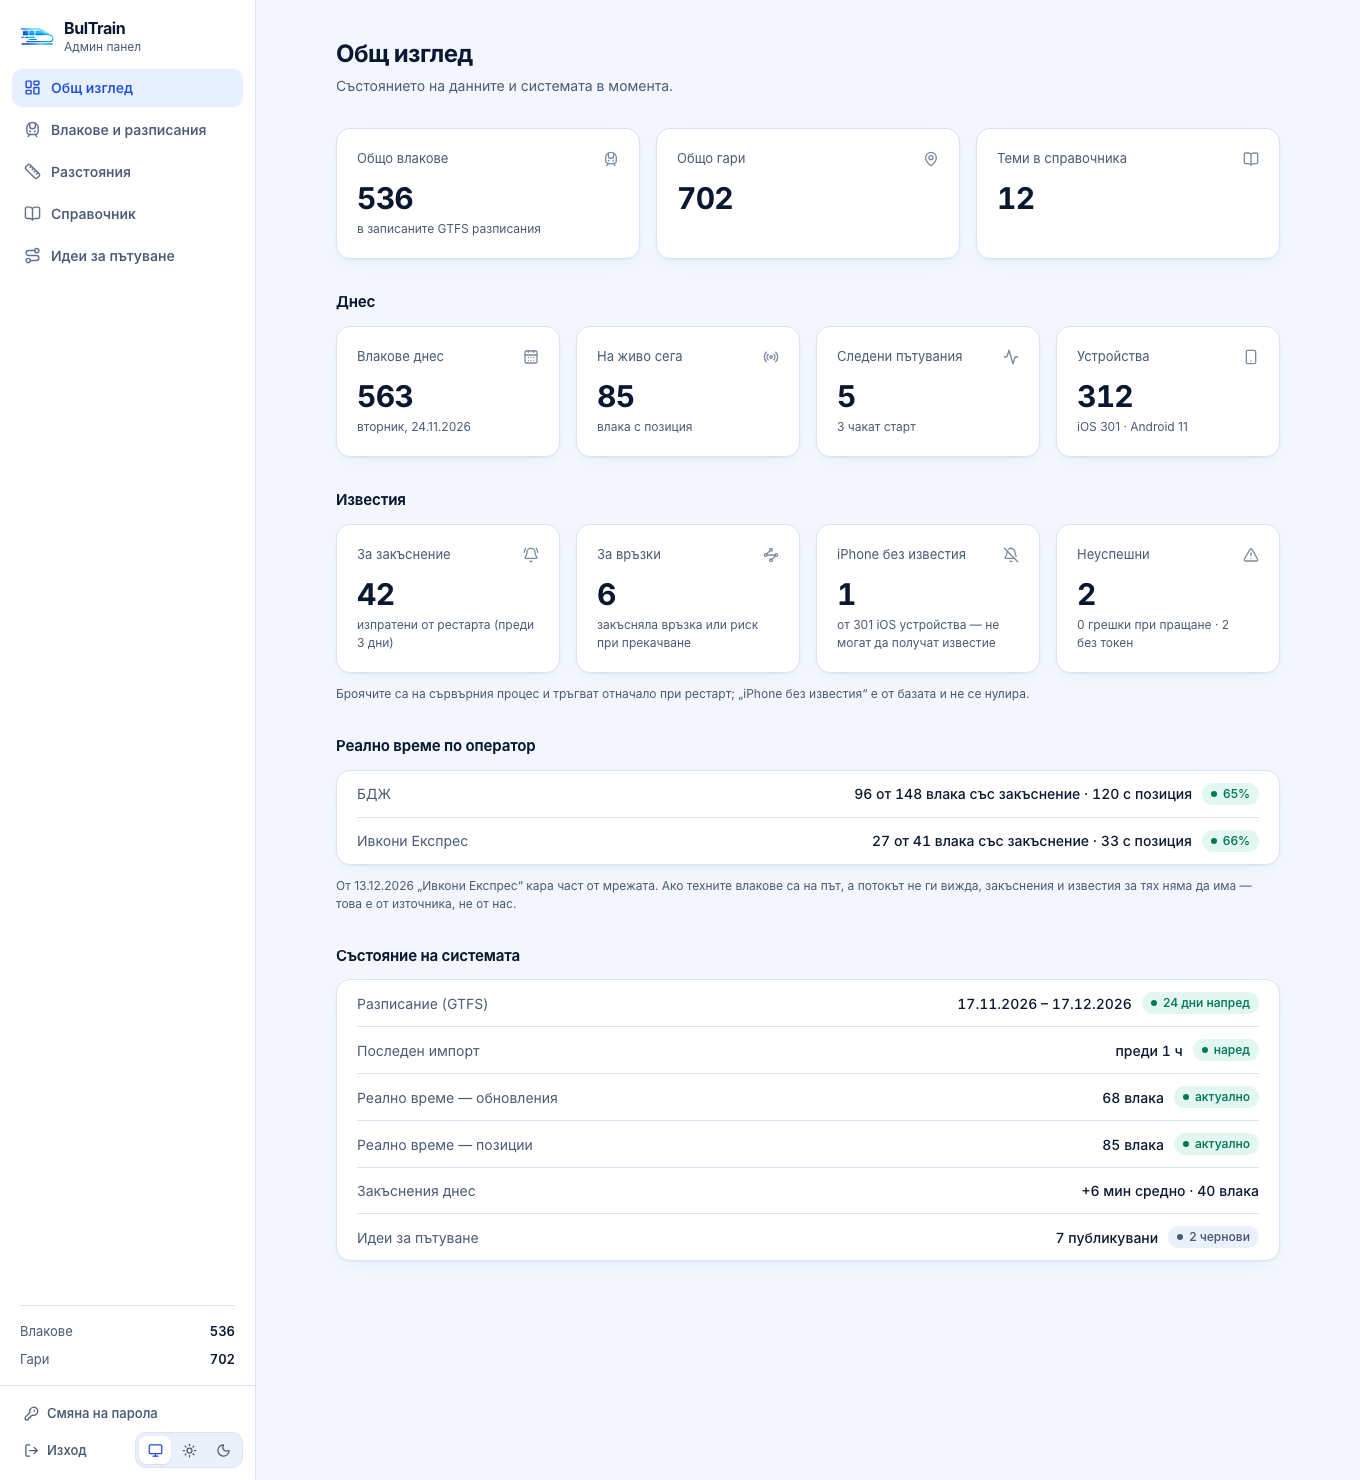 BulTrain
Админ панел
Общ изглед
Влакове и разписания
Разстояния
Справочник
Идеи за пътуване
Влакове 536
Гари 702
Смяна на парола
Изход
Общ изглед
Състоянието на данните и системата в момента.
Общо влакове
536
в записаните GTFS разписания
Общо гари
702
Теми в справочника
12
Днес
Влакове днес
563
вторник, 24.11.2026
На живо сега
85
влака с позиция
Следени пътувания
5
3 чакат старт
Устройства
312
iOS 301 · Android 11
Известия
За закъснение
42
изпратени от рестарта (преди
3 дни)
За връзки
6
закъсняла връзка или риск
при прекачване
iPhone без известия
1
от 301 iOS устройства — не
могат да получат известие
Неуспешни
2
0 грешки при пращане · 2
без токен
Броячите са на сървърния процес и тръгват отначало при рестарт; „iPhone без известия“ е от базата и не се нулира.
Реално време по оператор
БДЖ 96 от 148 влака със закъснение · 120 с позиция 65%
Ивкони Експрес 27 от 41 влака със закъснение · 33 с позиция 66%
От 13.12.2026 „Ивкони Експрес“ кара част от мрежата. Ако техните влакове са на път, а потокът не ги вижда, закъснения и известия за тях няма да има —
това е от източника, не от нас.
Състояние на системата
Разписание (GTFS) 17.11.2026 – 17.12.2026 24 дни напред
Последен импорт преди 1 ч наред
Реално време — обновления 68 влака актуално
Реално време — позиции 85 влака актуално
Закъснения днес +6 мин средно · 40 влака
Идеи за пътуване 7 публикувани 2 чернови